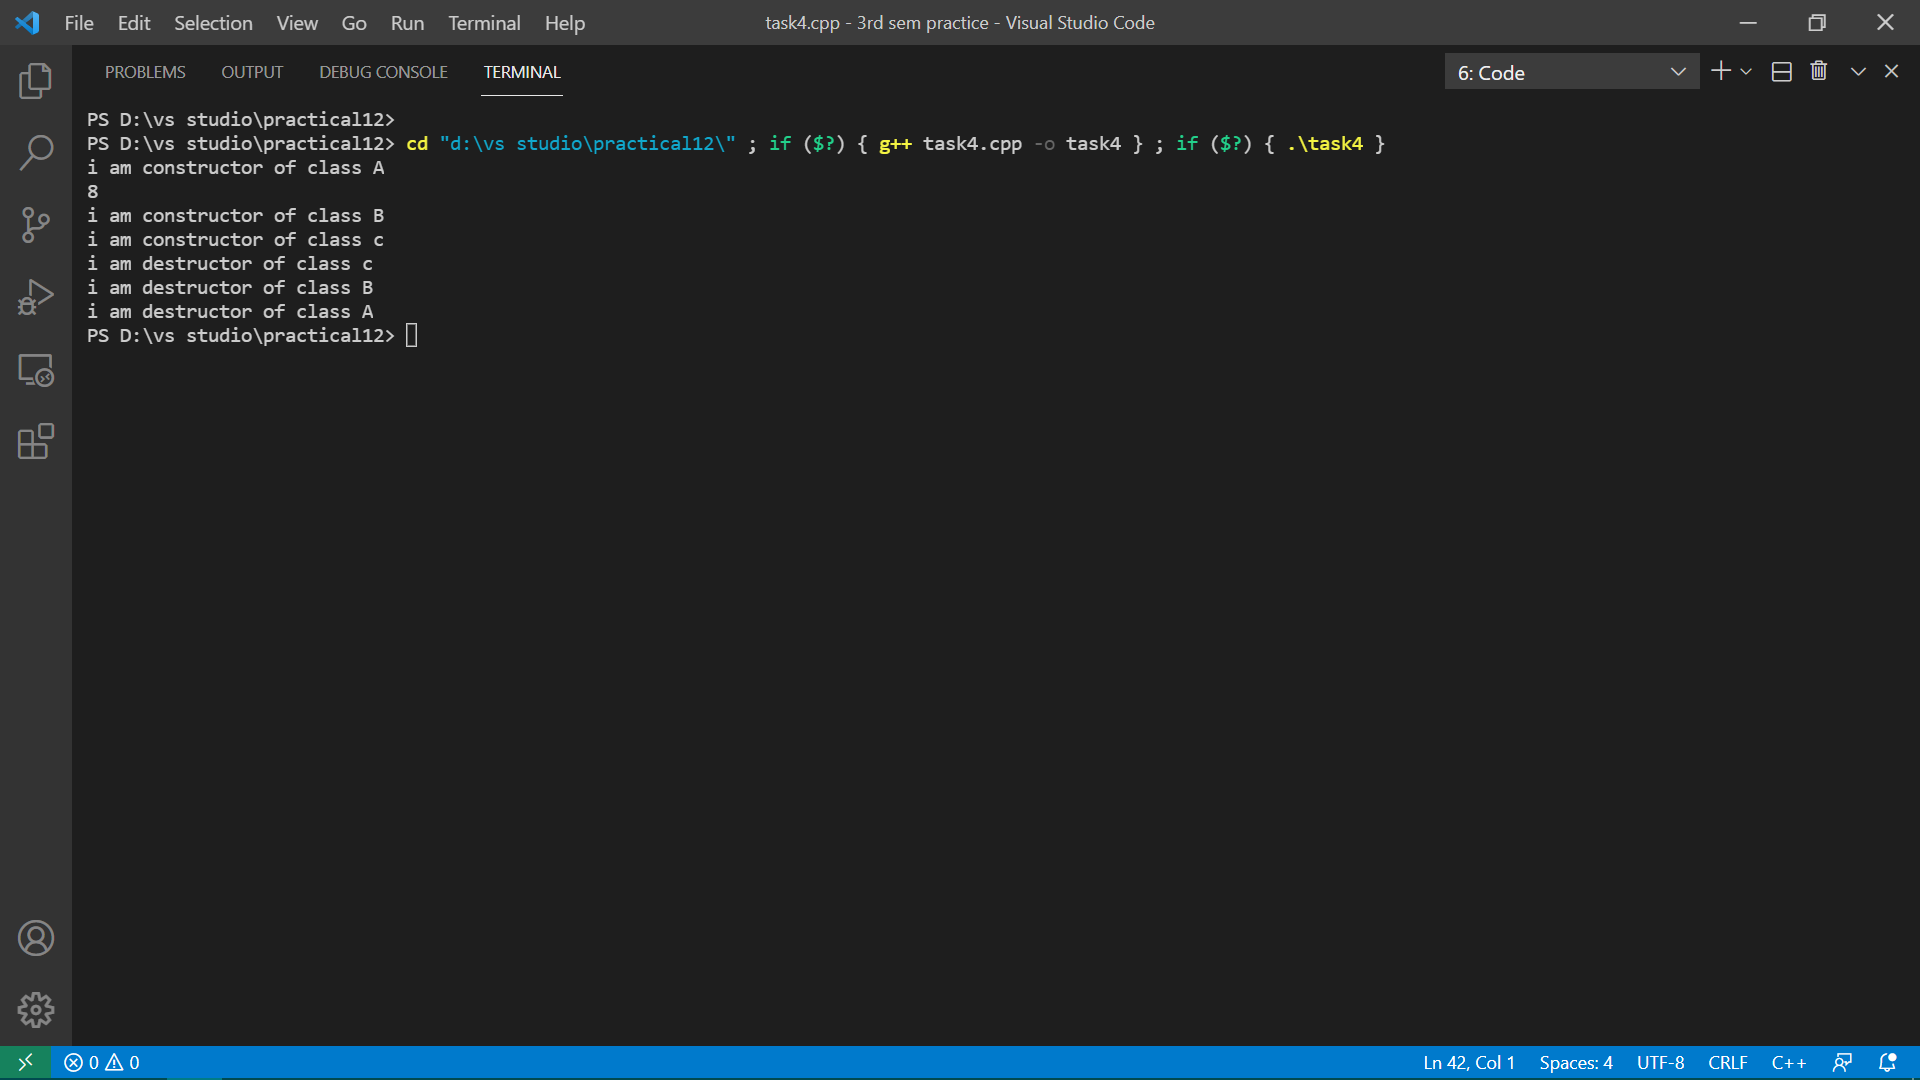 File Edit Selection View Go Run Terminal Help task4.cpp - 3rd sem practice - Visual Studio Code
PROBLEMS OUTPUT DEBUG CONSOLE TERMINAL 6: Code
PS D:\vs studio\practical12>
PS D:\vs studio\practical12> cd "d:\vs studio\practical12\" ; if ($?) { g++ task4.cpp -o task4 } ; if ($?) { .\task4 }
i am constructor of class A
8
i am constructor of class B
i am constructor of class c
i am destructor of class c
i am destructor of class B
i am destructor of class A
PS D:\vs studio\practical12>
0 0 Ln 42, Col 1 Spaces: 4 UTF-8 CRLF C++